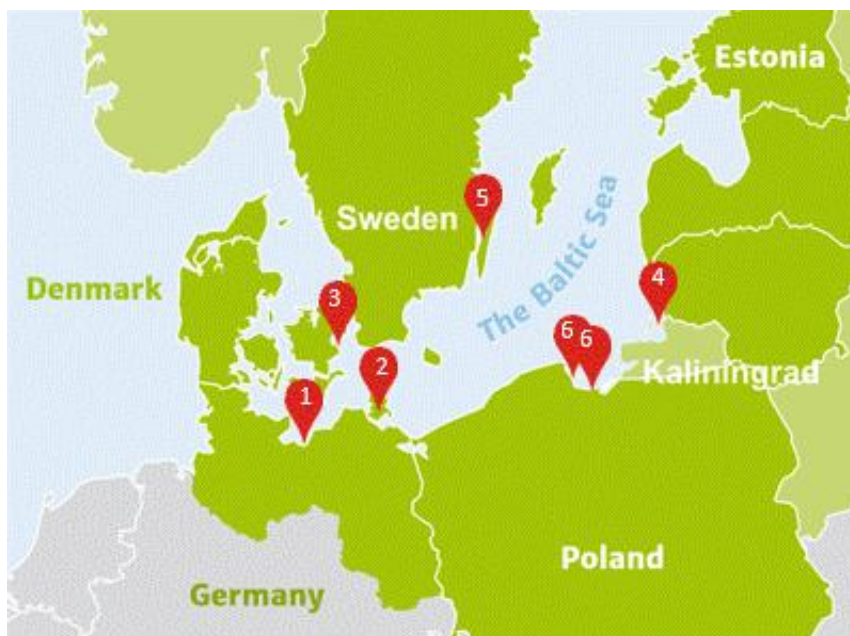 Estonia
5
Sweden
The Baltic Sea
Denmark
3
4
6
6
2
Kaliningrad
1
Poland
Germany